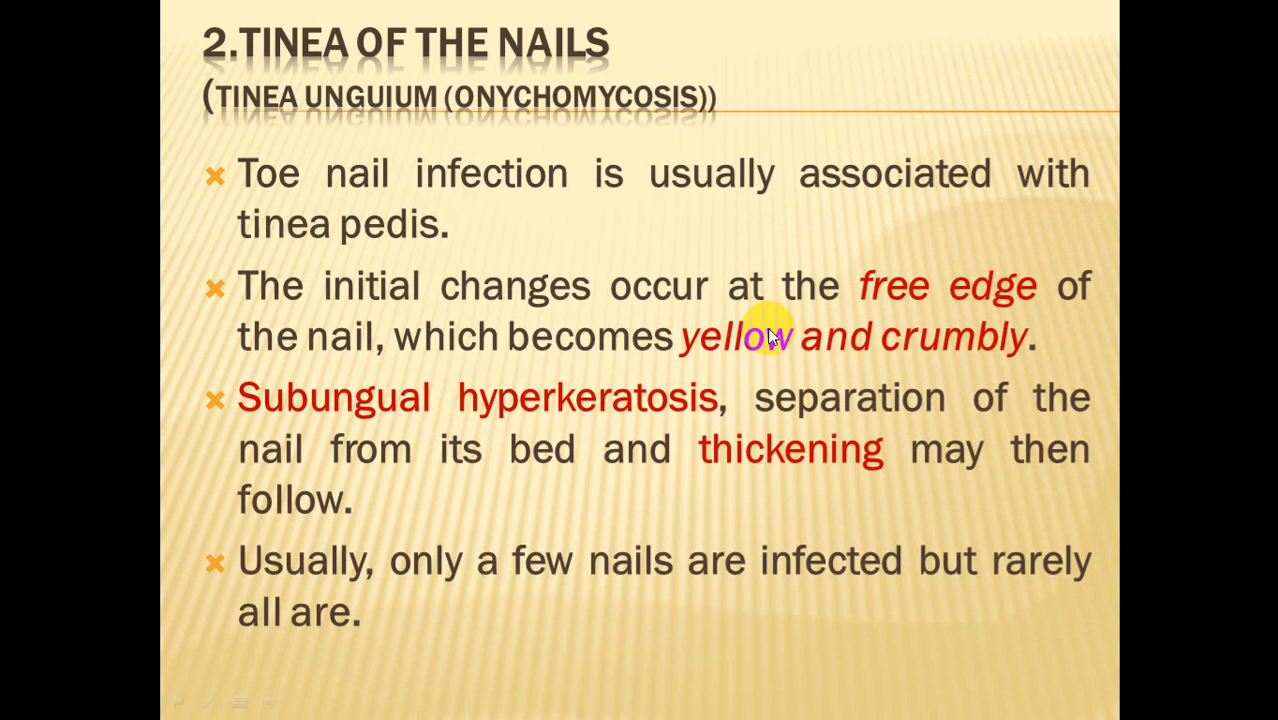 2.TINEA OF THE NAILS
(TINEA UNGUIUM (ONYCHOMYCOSIS))
Toe nail infection is usually associated with
tinea pedis.
The initial changes occur at the free edge of
the nail, which becomes yellow and crumbly.
Subungual hyperkeratosis, separation of the
nail from its bed and thickening may then
follow.
Usually, only a few nails are infected but rarely
all are.